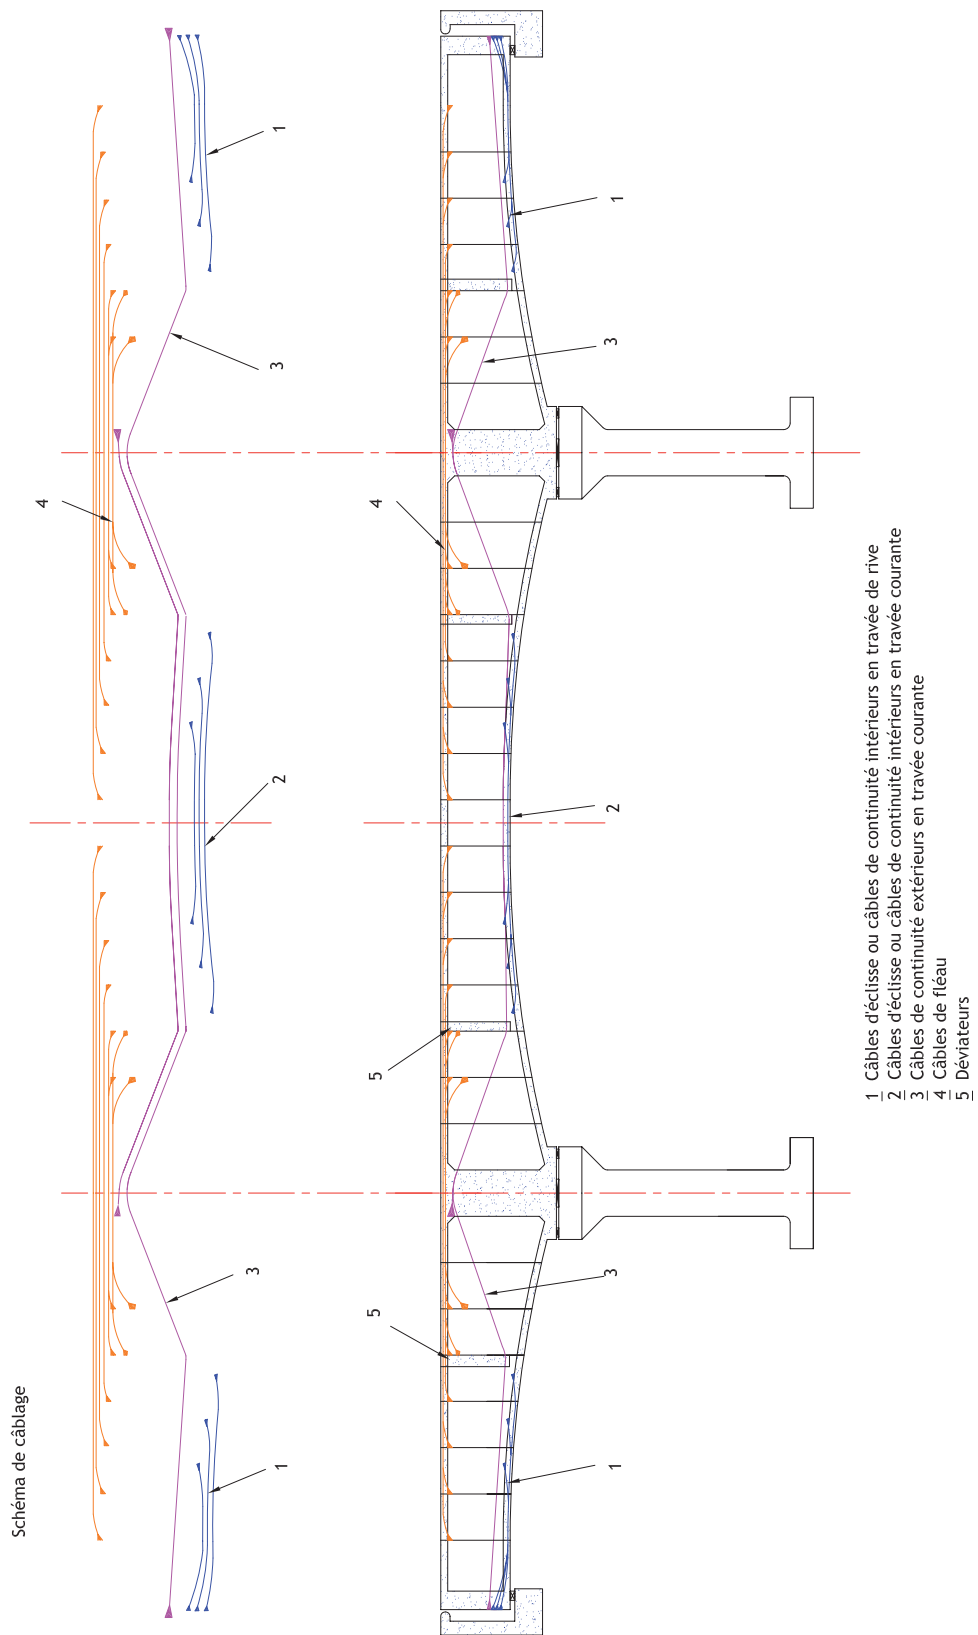 Schéma de câblage
1
3
4
2
3
1
1
3
4
2
5
3
5
1
1 Câbles d'éclisse ou câbles de continuité intérieurs en travée de rive
2 Câbles d'éclisse ou câbles de continuité intérieurs en travée courante
3 Câbles de continuité extérieurs en travée courante
4 Câbles de fléau
5 Déviateurs